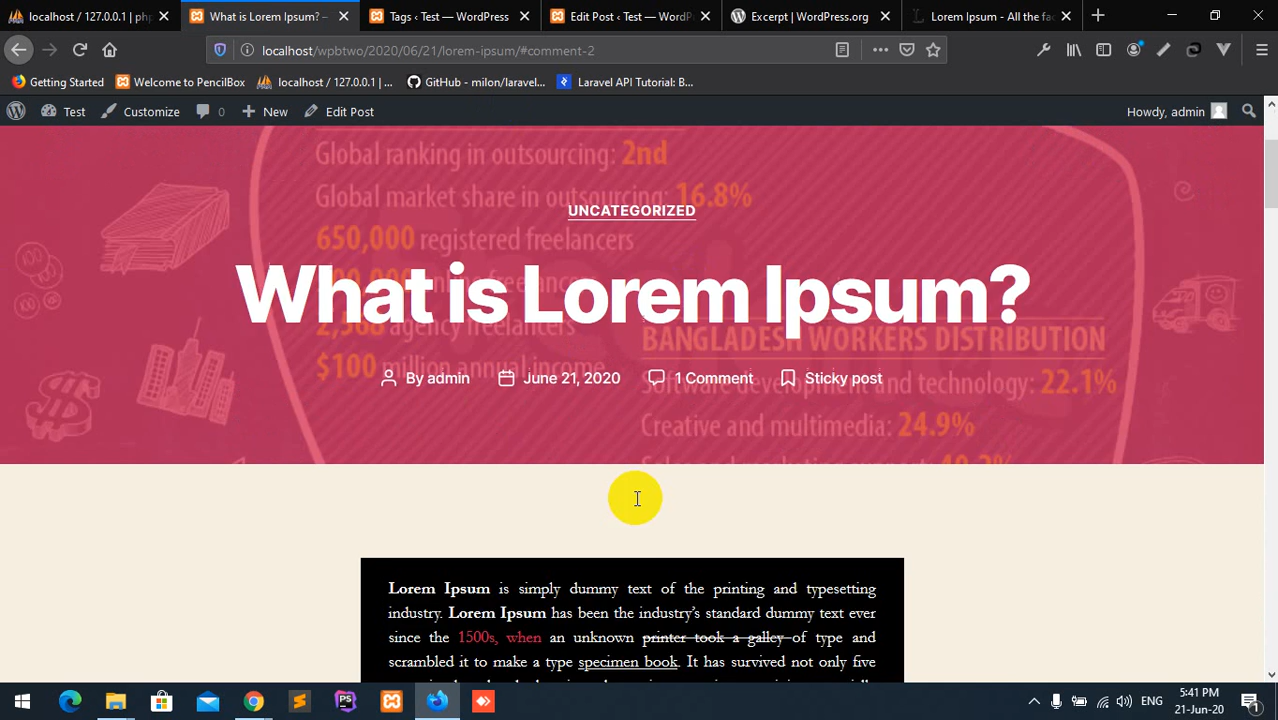 localhost / 127.0.0.1 | php
What is Lorem Ipsum? –
Tags ‹ Test — WordPress
Edit Post ‹ Test — WordP
Excerpt | WordPress.org
Lorem Ipsum - All the fa
localhost/wpbtwo/2020/06/21/lorem-ipsum/#comment-2
Getting Started
Welcome to PencilBox
localhost / 127.0.0.1 | ...
GitHub - milon/laravel...
Laravel API Tutorial: B...
Test
Customize
0
New
Edit Post
Howdy, admin
Global ranking in outsourcing: 2nd
Global market share in outsourcing: 16.8%
UNCATEGORIZED
650,000 registered freelancers
What is Lorem Ipsum?
agency freelancers
BANGLADESH WORKERS DISTRIBUTION
$100 million annual income
By admin
June 21, 2020
1 Comment
Sticky post
Software development and technology: 22.1%
Creative and multimedia: 24.9%
Lorem Ipsum is simply dummy text of the printing and typesetting
industry. Lorem Ipsum has been the industry’s standard dummy text ever
since the 1500s, when an unknown printer took a galley of type and
scrambled it to make a type specimen book. It has survived not only five
ENG
5:41 PM
21-Jun-20
1